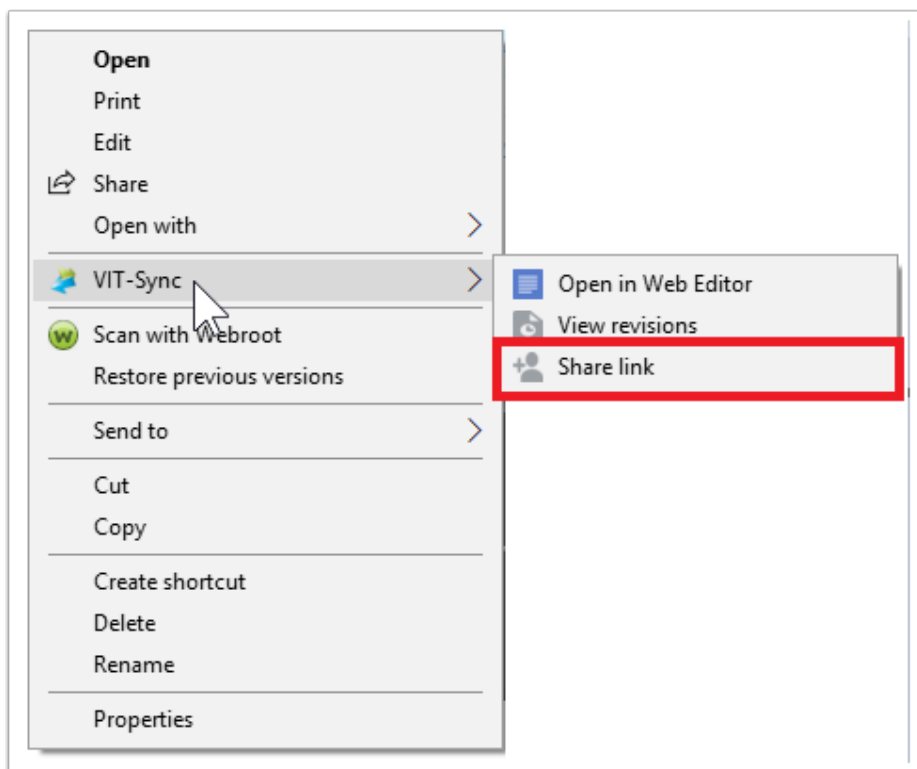 Open
Print
Edit
Share
Open with
VIT-Sync
Scan with Webroot
Restore previous versions
Send to
Cut
Copy
Create shortcut
Delete
Rename
Properties
Open in Web Editor
View revisions
Share link